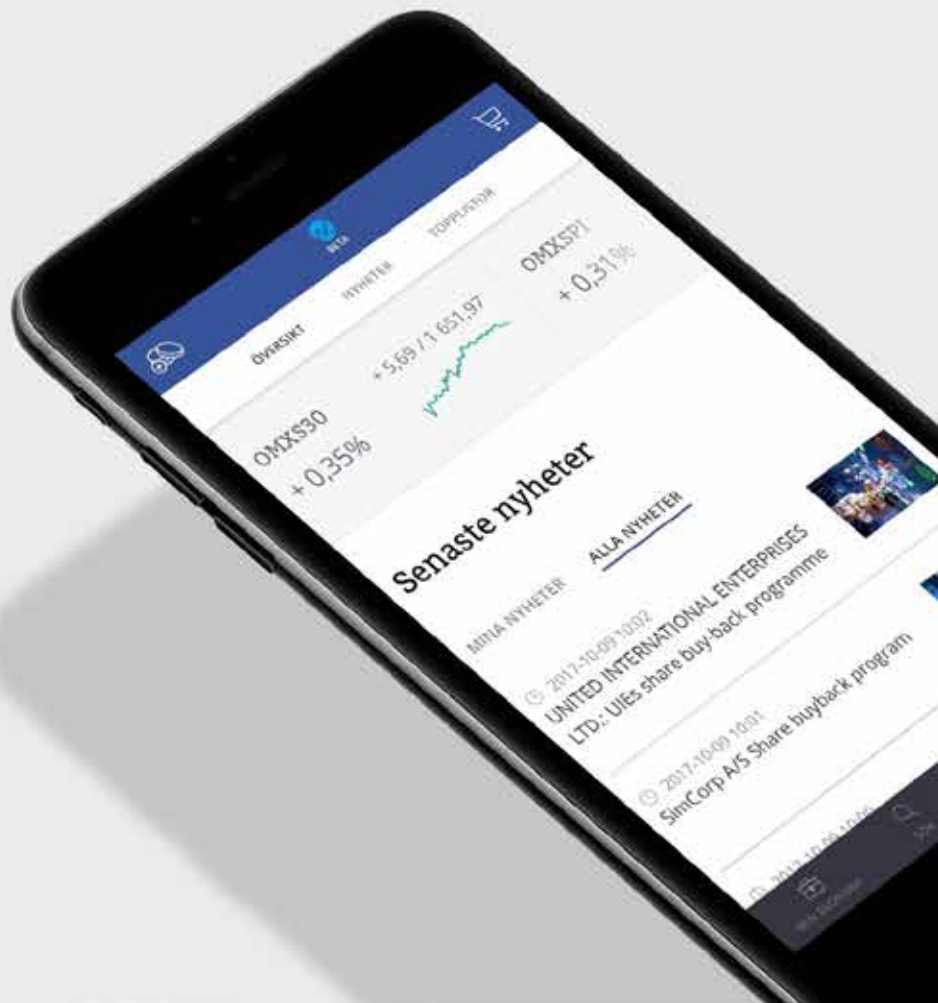 BETA
ÖVERSIKT
NYHETER
TOPPLISTOR
OMXS30
+ 5,69 / 1 651,97
+ 0,35%
OMXSPI
+ 0,31%
Senaste nyheter
MINA NYHETER
ALLA NYHETER
2017-10-09 10:02
UNITED INTERNATIONAL ENTERPRISES
LTD.: UIEs share buy-back programme
2017-10-09 10:01
SimCorp A/S Share buyback program